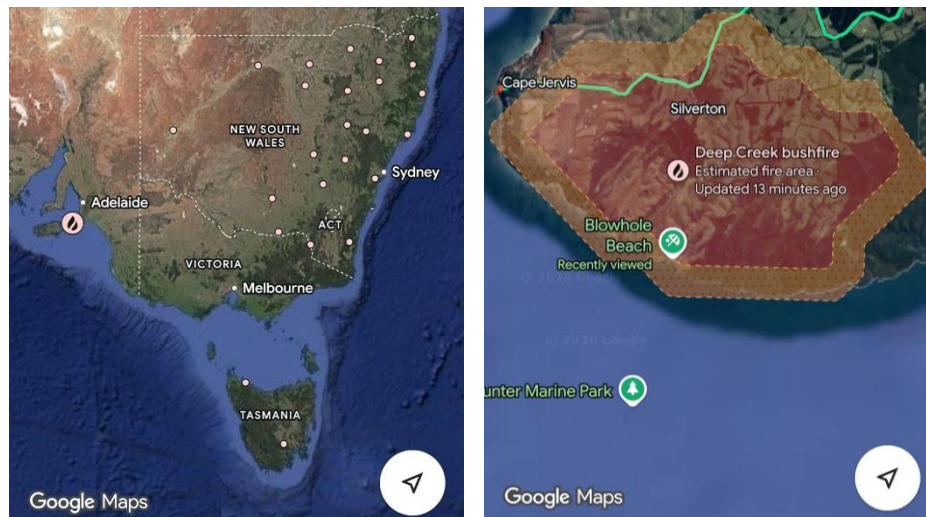 NEW SOUTH
WALES
Sydney
Adelaide
ACT
VICTORIA
Melbourne
TASMANIA
Google Maps
Cape Jervis
Silverton
Deep Creek bushfire
Estimated fire area ·
Updated 13 minutes ago
Blowhole
Beach
Recently viewed
© 2026 Google
unter Marine Park
Google Maps